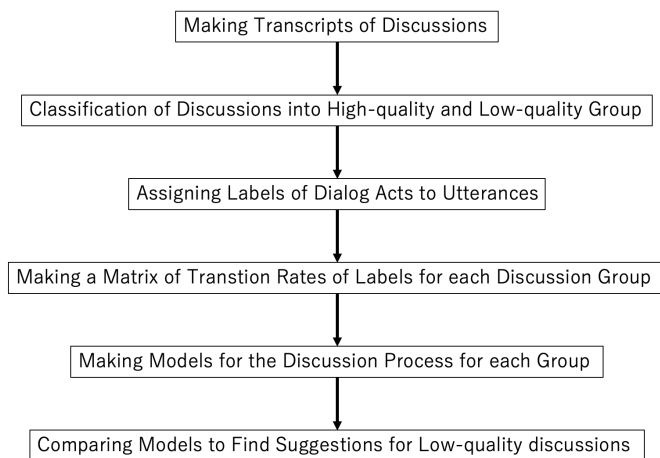 Making Transcripts of Discussions
Classification of Discussions into High-quality and Low-quality Group
Assigning Labels of Dialog Acts to Utterances
Making a Matrix of Transtion Rates of Labels for each Discussion Group
Making Models for the Discussion Process for each Group
Comparing Models to Find Suggestions for Low-quality discussions